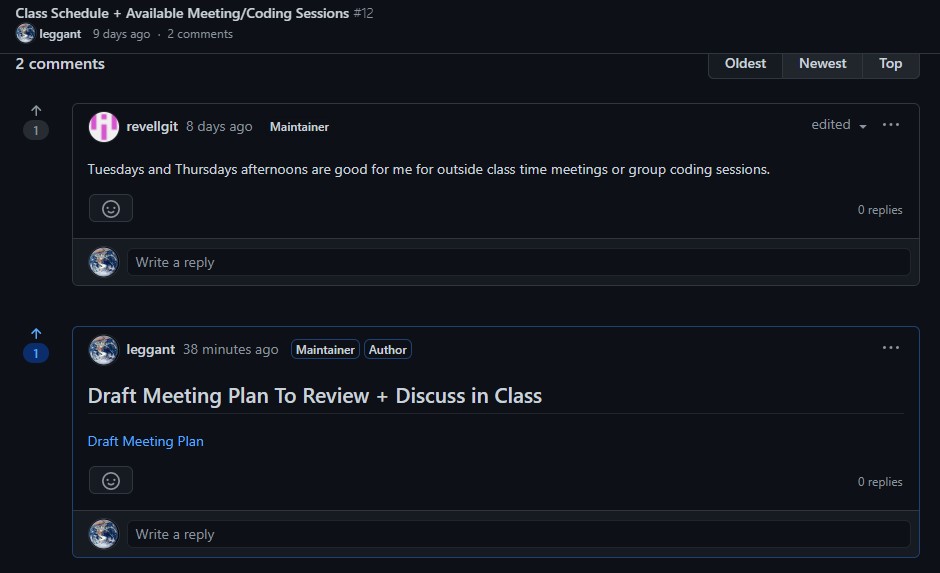 Class Schedule + Available Meeting/Coding Sessions #12
leggant 9 days ago · 2 comments
2 comments
Oldest Newest Top
1
revellgit 8 days ago Maintainer
edited
Tuesdays and Thursdays afternoons are good for me for outside class time meetings or group coding sessions.
0 replies
Write a reply
1
leggant 38 minutes ago Maintainer Author
Draft Meeting Plan To Review + Discuss in Class
Draft Meeting Plan
0 replies
Write a reply